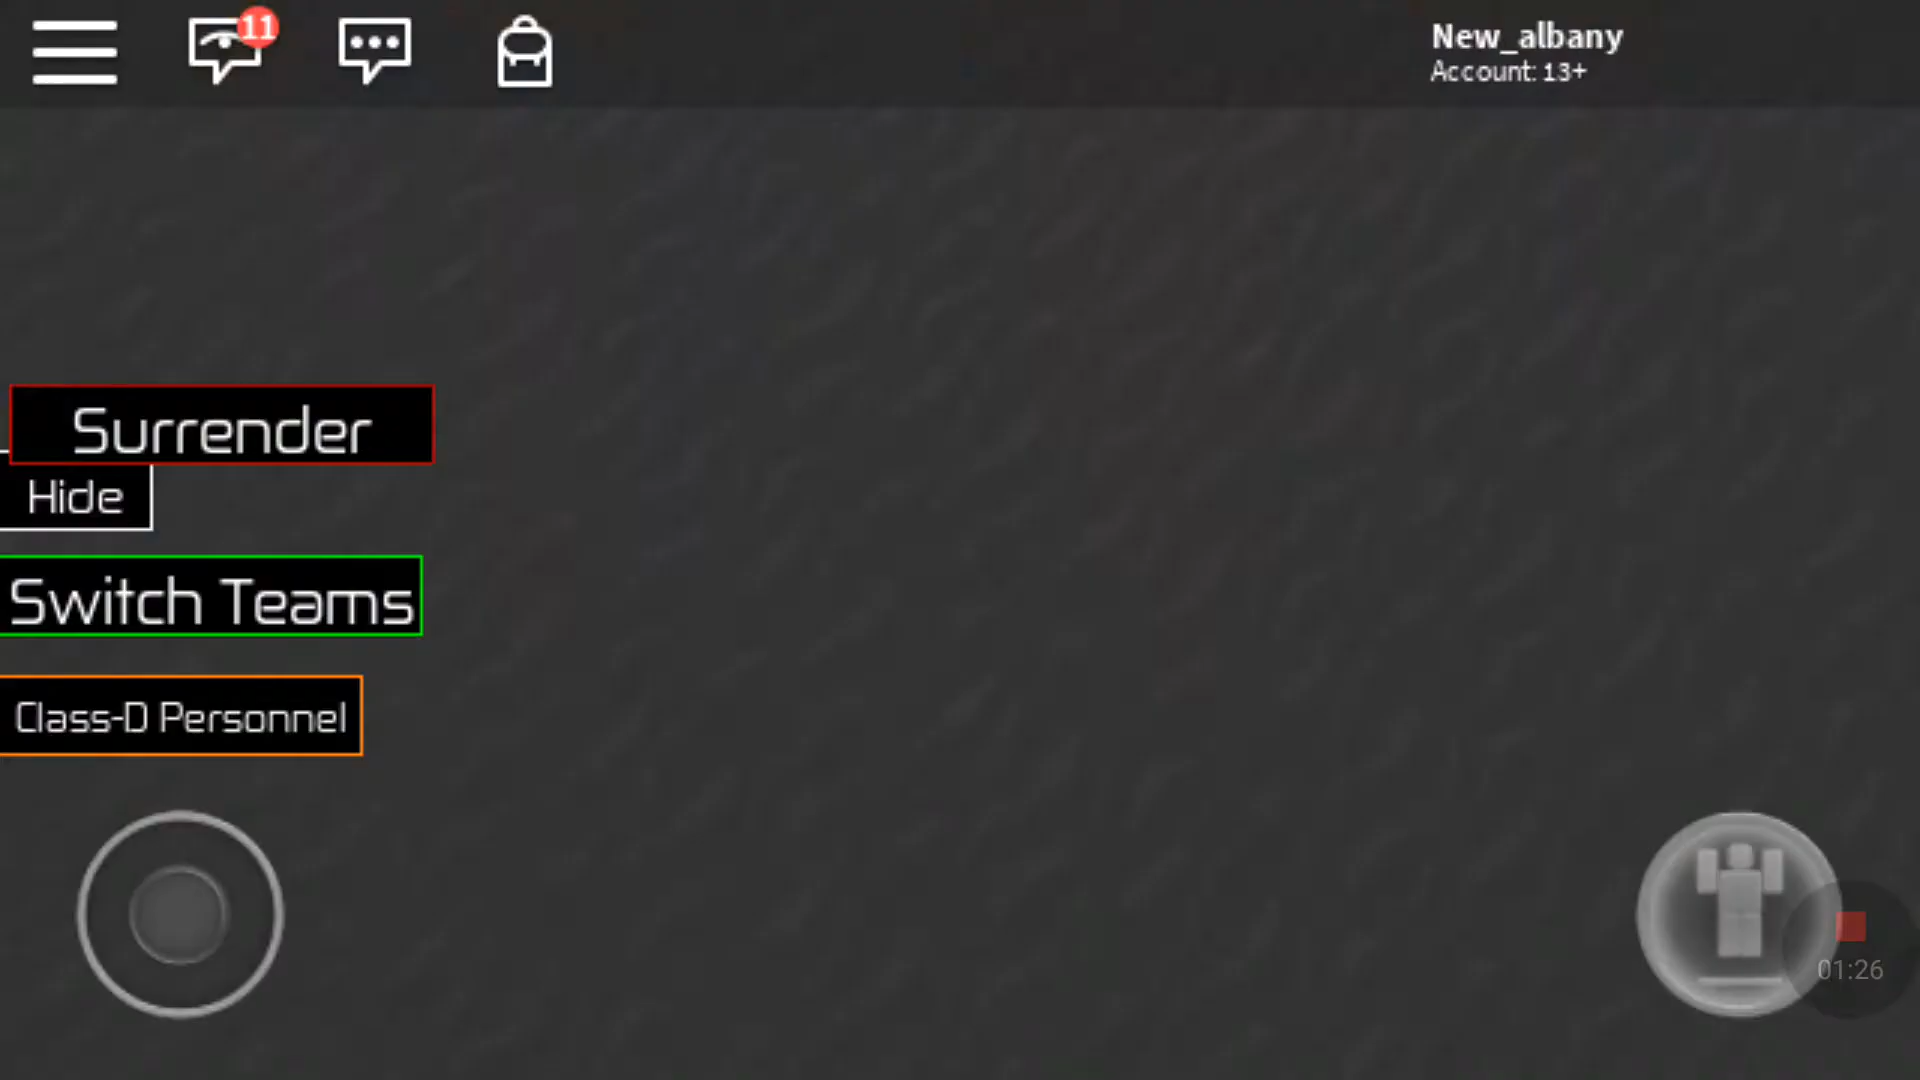 11
New_albany
Account: 13+
Surrender
Hide
Switch Teams
Class-D Personnel
01:26